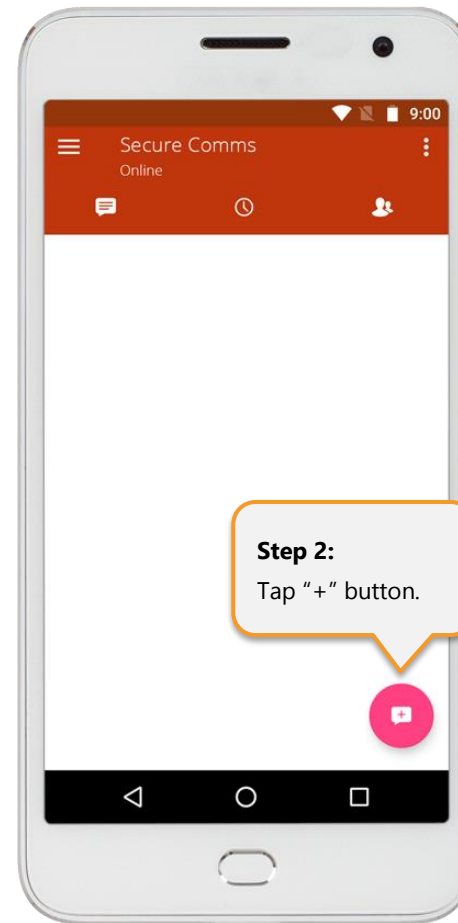 9:00
Secure Comms
Online
Step 2:
Tap “+” button.